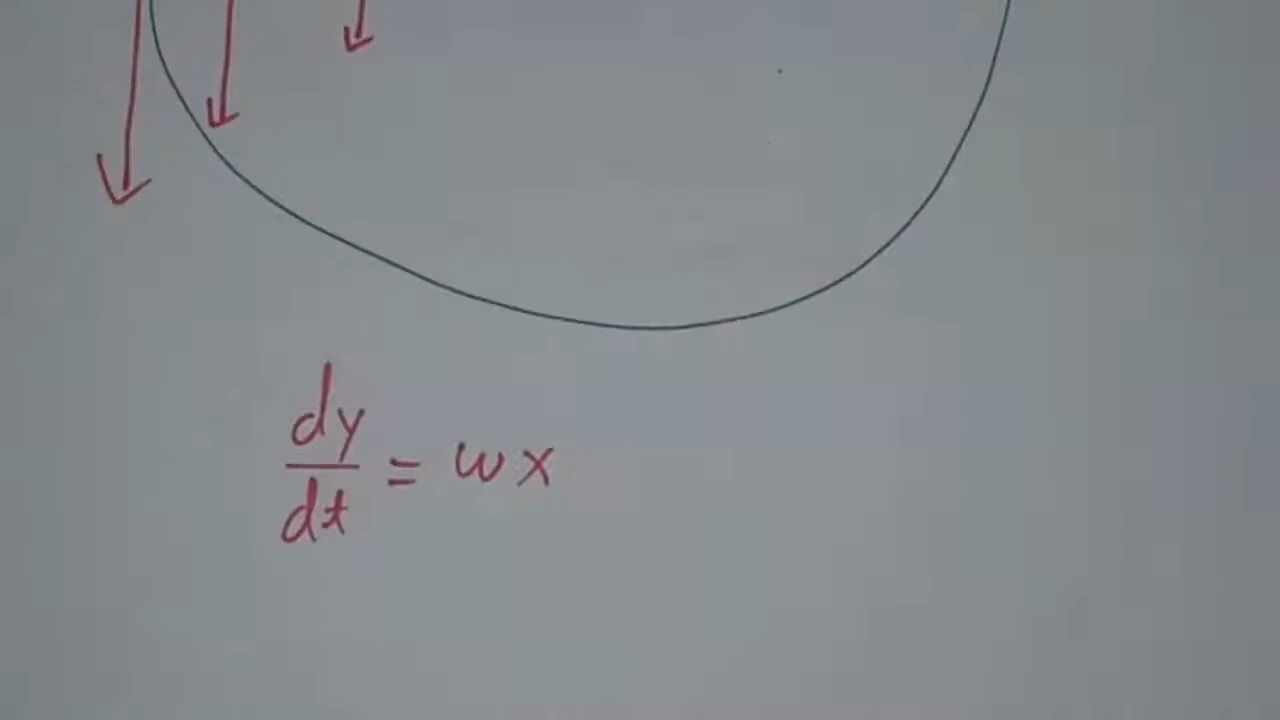 dy/dt = ωx